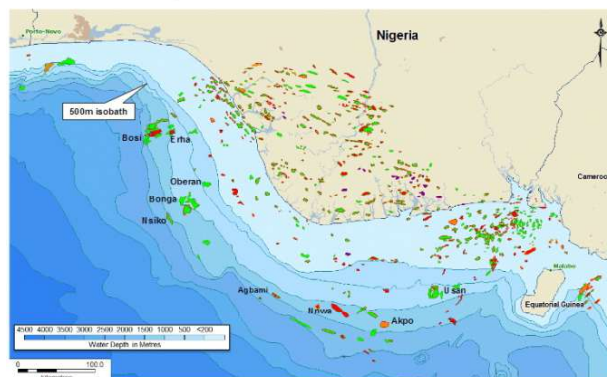 Porto-Novo
Nigeria
500m isobath
Bosi
Erha
Cameroon
Oberan
Bonga
Nsiko
Malabo
Agbami
Usan
Nnwa
Akpo
Equatorial Guinea
4500 4000 3500 3000 2500 2000 1500 1000 500 <200
Water Depth in Metres
0 100.0